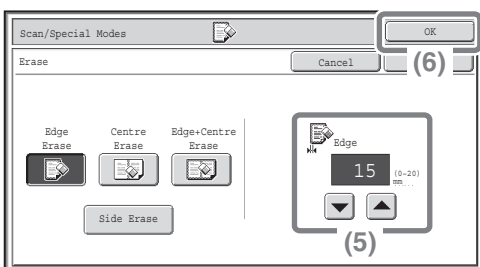 Scan/Special Modes
OK
(6)
Erase
Cancel
Edge
Erase
Centre
Erase
Edge+Centre
Erase
Side Erase
Edge
15
(0~20)
mm
(5)